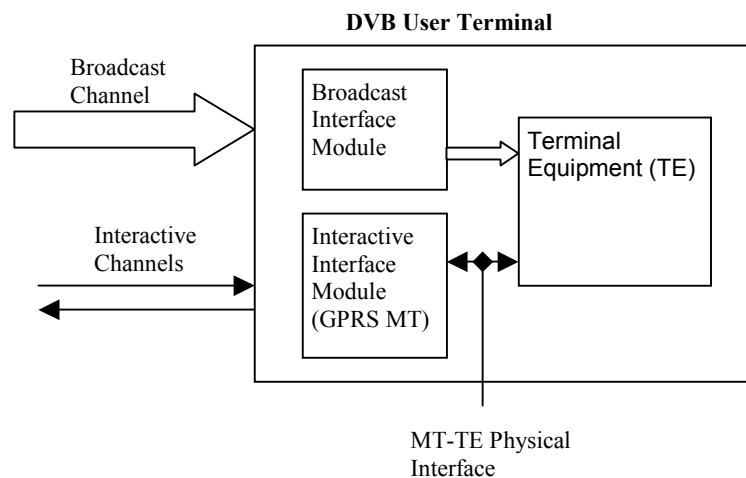 DVB User Terminal
Broadcast
Channel
Broadcast
Interface
Module
Terminal
Equipment (TE)
Interactive
Channels
Interactive
Interface
Module
(GPRS MT)
MT-TE Physical
Interface